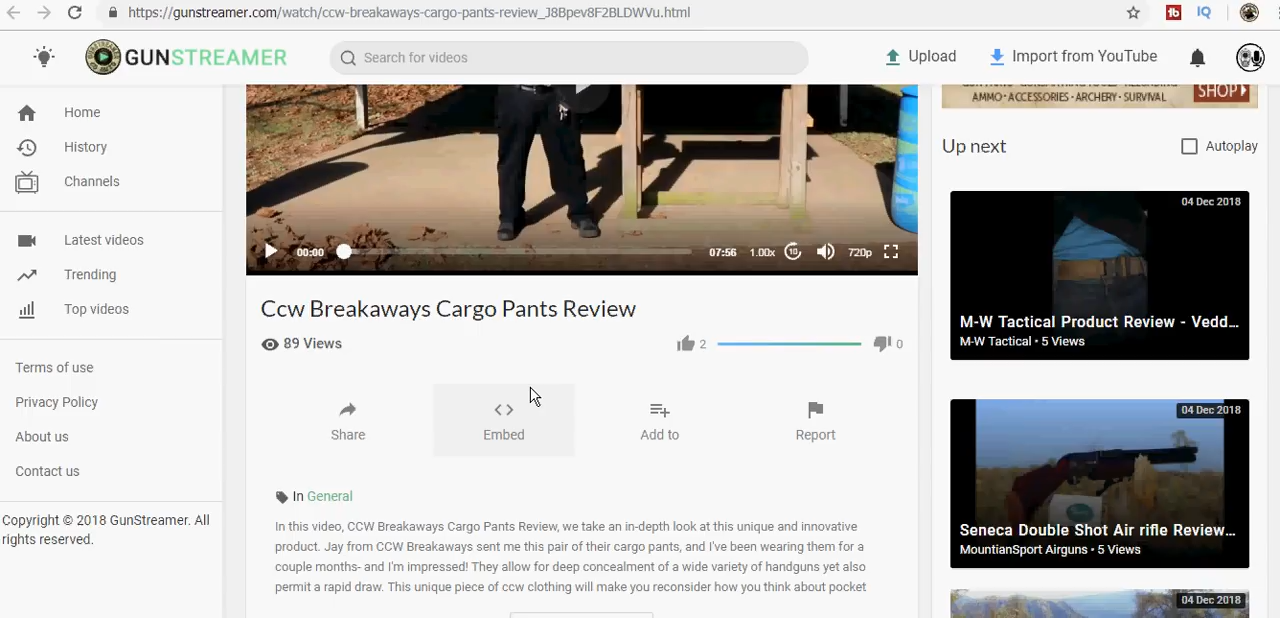 https://gunstreamer.com/watch/ccw-breakaways-cargo-pants-review_J8Bpev8F2BLDWVu.html
GUNSTREAMER
Search for videos
Upload
Import from YouTube
Home
History
Channels
Latest videos
Trending
Top videos
Terms of use
Privacy Policy
About us
Contact us
Copyright © 2018 GunStreamer. All
rights reserved.
00:00
07:56
1.00x
10
720p
Ccw Breakaways Cargo Pants Review
89 Views
2
0
Share
Embed
Add to
Report
In General
In this video, CCW Breakaways Cargo Pants Review, we take an in-depth look at this unique and innovative
product. Jay from CCW Breakaways sent me this pair of their cargo pants, and I've been wearing them for a
couple months- and I'm impressed! They allow for deep concealment of a wide variety of handguns yet also
permit a rapid draw. This unique piece of ccw clothing will make you reconsider how you think about pocket
AMMO•ACCESSORIES•ARCHERY•SURVIVAL
SHOP
Up next
Autoplay
04 Dec 2018
M-W Tactical Product Review - Vedd...
M-W Tactical • 5 Views
04 Dec 2018
Seneca Double Shot Air rifle Review...
MountianSport Airguns • 5 Views
04 Dec 2018